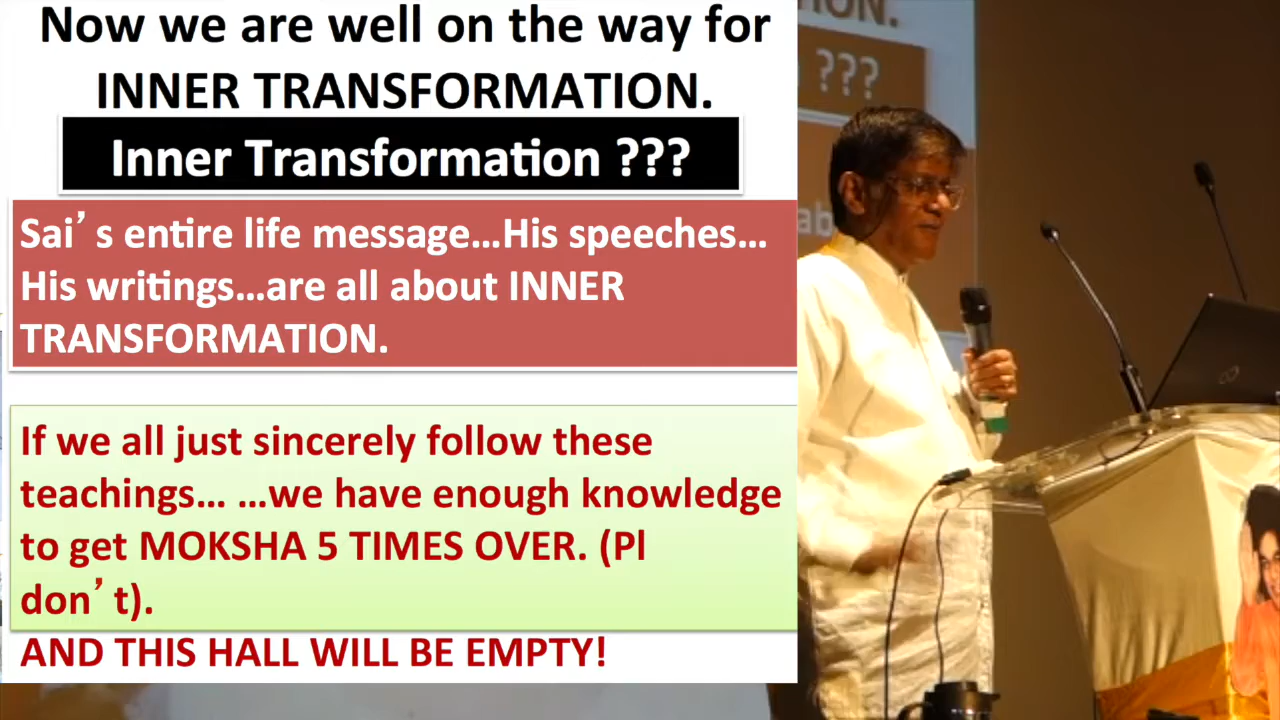 Now we are well on the way for
INNER TRANSFORMATION.
Inner Transformation ???
Sai’s entire life message…His speeches…
His writings…are all about INNER
TRANSFORMATION.
If we all just sincerely follow these
teachings… …we have enough knowledge
to get MOKSHA 5 TIMES OVER. (Pl
don’t).
AND THIS HALL WILL BE EMPTY!
ION.
???
ab